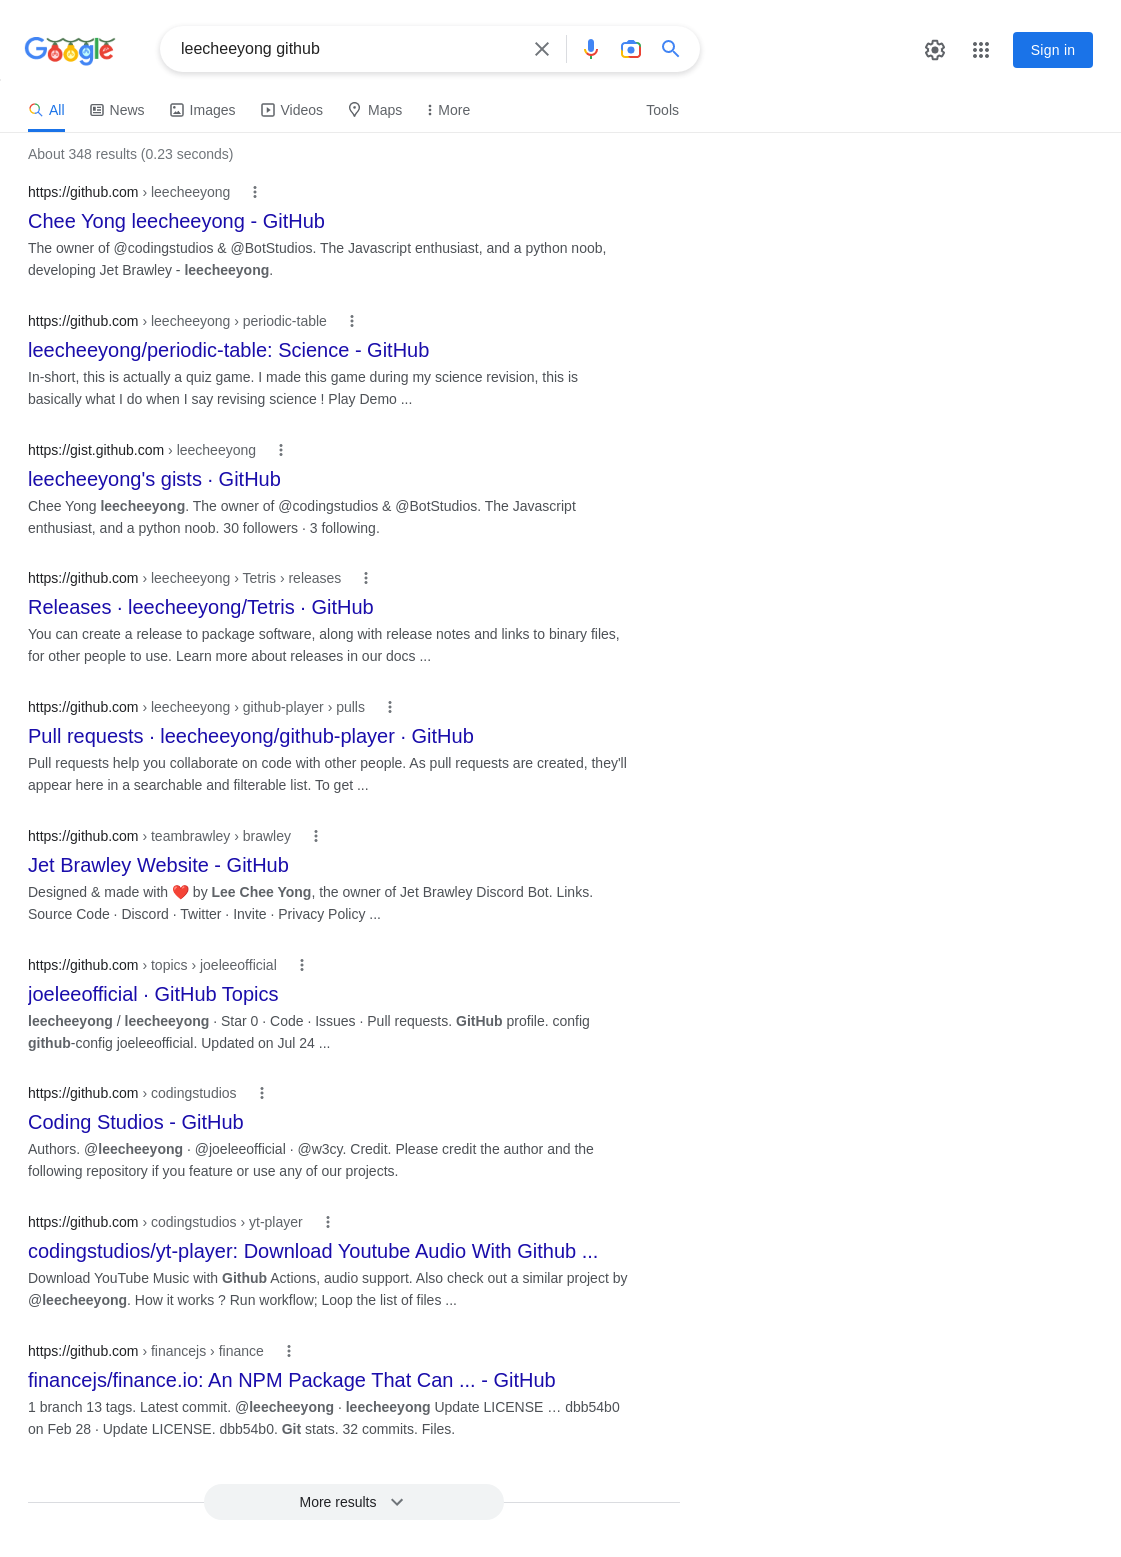 Google
leecheeyong github
Sign in
All News Images Videos Maps More Tools
About 348 results (0.23 seconds)
https://github.com › leecheeyong
Chee Yong leecheeyong - GitHub
The owner of @codingstudios & @BotStudios. The Javascript enthusiast, and a python noob,
developing Jet Brawley - leecheeyong.
https://github.com › leecheeyong › periodic-table
leecheeyong/periodic-table: Science - GitHub
In-short, this is actually a quiz game. I made this game during my science revision, this is
basically what I do when I say revising science ! Play Demo ...
https://gist.github.com › leecheeyong
leecheeyong's gists · GitHub
Chee Yong leecheeyong. The owner of @codingstudios & @BotStudios. The Javascript
enthusiast, and a python noob. 30 followers · 3 following.
https://github.com › leecheeyong › Tetris › releases
Releases · leecheeyong/Tetris · GitHub
You can create a release to package software, along with release notes and links to binary files,
for other people to use. Learn more about releases in our docs ...
https://github.com › leecheeyong › github-player › pulls
Pull requests · leecheeyong/github-player · GitHub
Pull requests help you collaborate on code with other people. As pull requests are created, they'll
appear here in a searchable and filterable list. To get ...
https://github.com › teambrawley › brawley
Jet Brawley Website - GitHub
Designed & made with ❤️ by Lee Chee Yong, the owner of Jet Brawley Discord Bot. Links.
Source Code · Discord · Twitter · Invite · Privacy Policy ...
https://github.com › topics › joeleeofficial
joeleeofficial · GitHub Topics
leecheeyong / leecheeyong · Star 0 · Code · Issues · Pull requests. GitHub profile. config
github-config joeleeofficial. Updated on Jul 24 ...
https://github.com › codingstudios
Coding Studios - GitHub
Authors. @leecheeyong · @joeleeofficial · @w3cy. Credit. Please credit the author and the
following repository if you feature or use any of our projects.
https://github.com › codingstudios › yt-player
codingstudios/yt-player: Download Youtube Audio With Github ...
Download YouTube Music with Github Actions, audio support. Also check out a similar project by
@leecheeyong. How it works ? Run workflow; Loop the list of files ...
https://github.com › financejs › finance
financejs/finance.io: An NPM Package That Can ... - GitHub
1 branch 13 tags. Latest commit. @leecheeyong · leecheeyong Update LICENSE … dbb54b0
on Feb 28 · Update LICENSE. dbb54b0. Git stats. 32 commits. Files.
More results